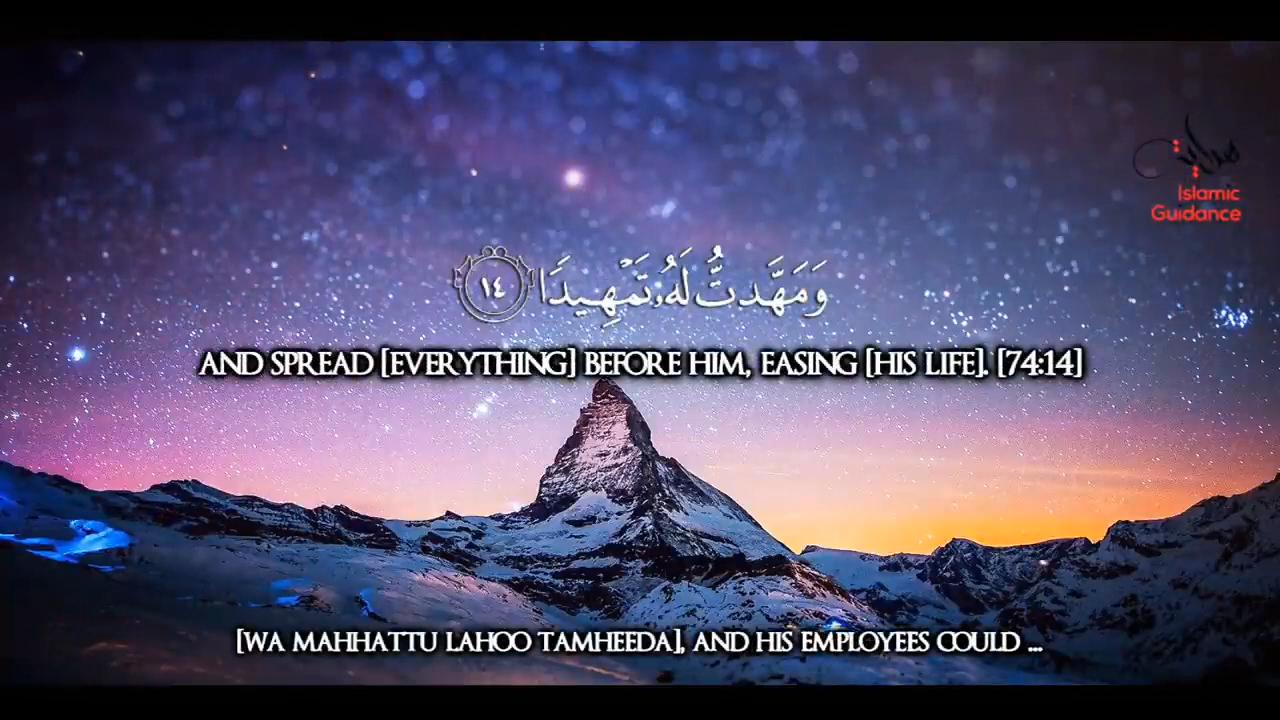 هداية
Islamic
Guidance
وَمَهَّدتُّ لَهُۥ تَمْهِيدًا ١٤
AND SPREAD [EVERYTHING] BEFORE HIM, EASING [HIS LIFE]. [74:14]
[WA MAHHATTU LAHOO TAMHEEDA], AND HIS EMPLOYEES COULD ...